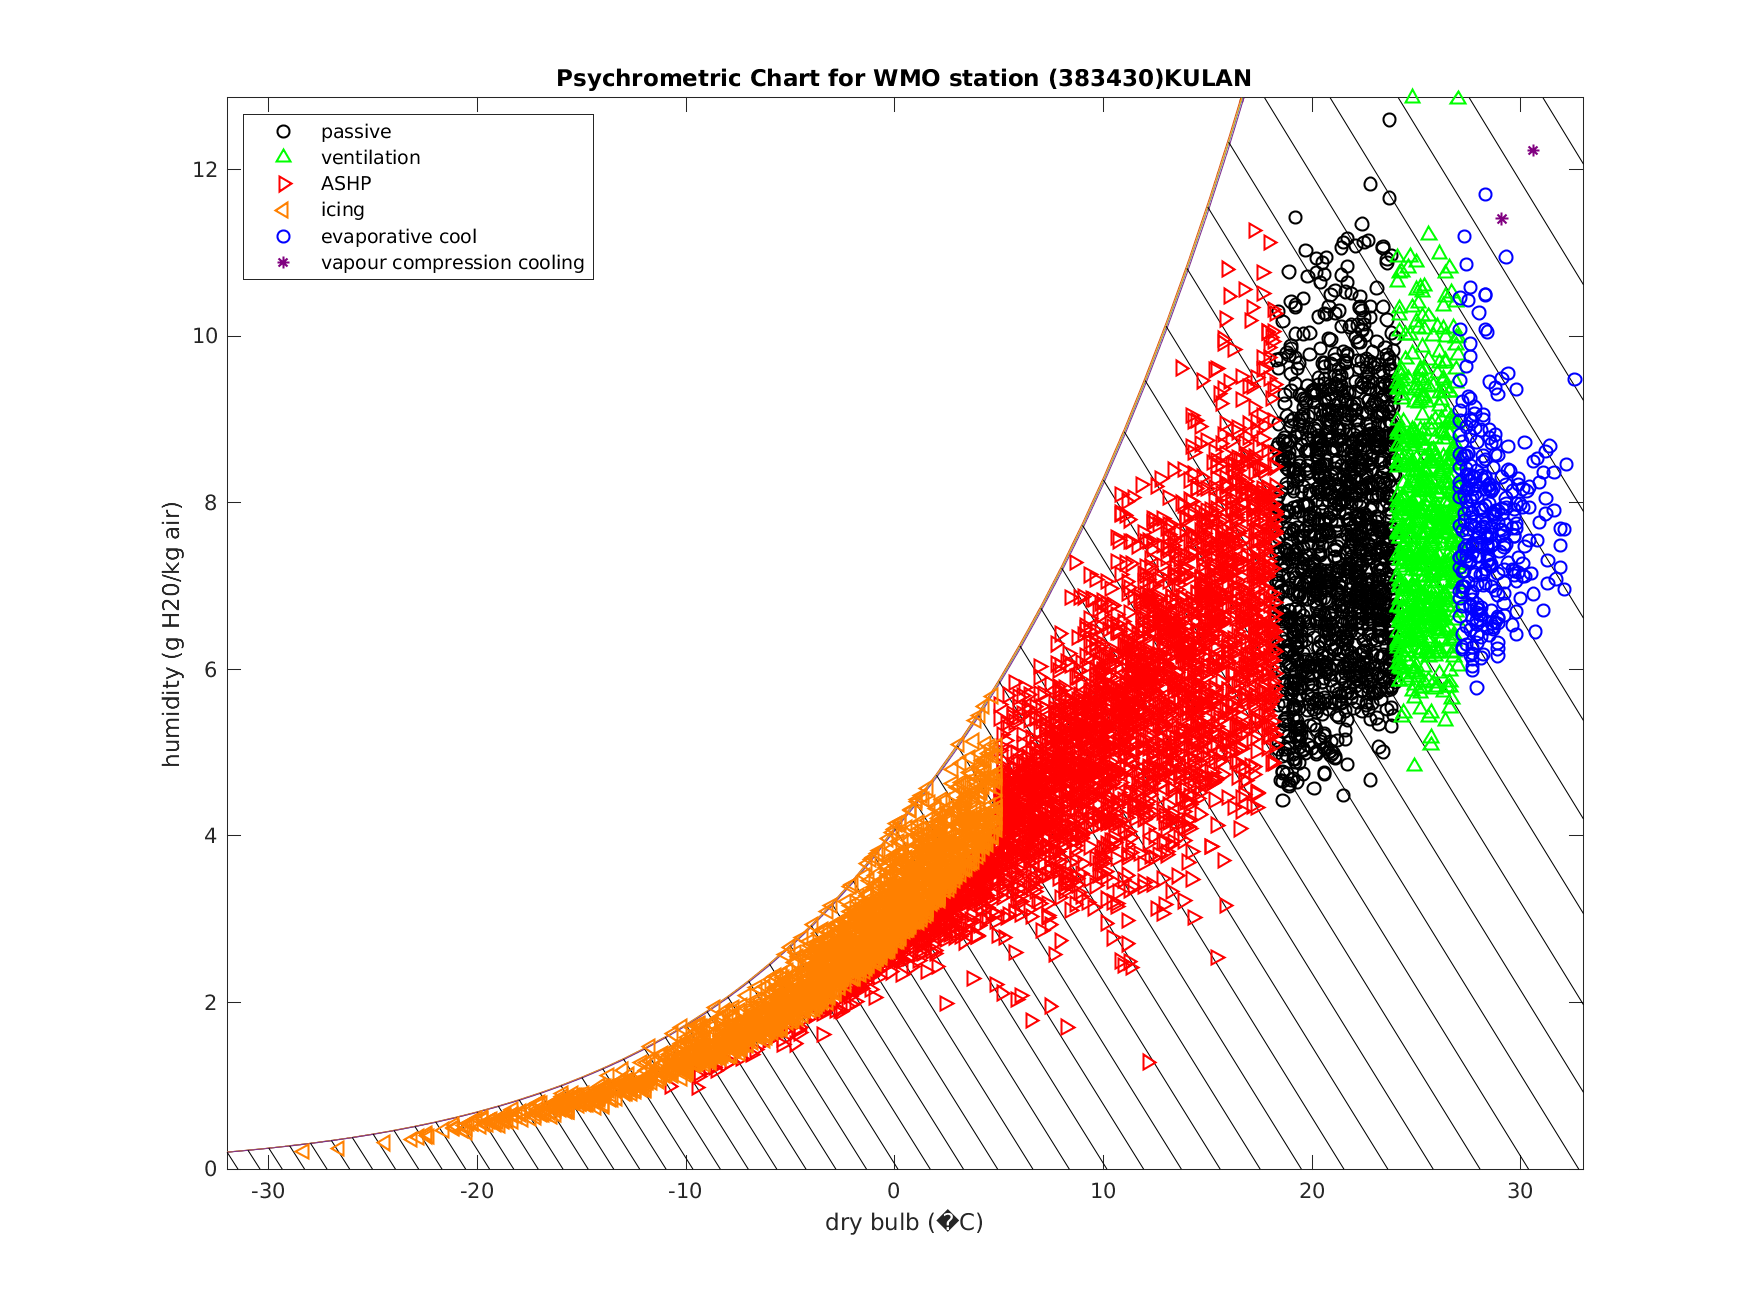 Psychrometric Chart for WMO station (383430)KULAN
passive
ventilation
ASHP
icing
evaporative cool
vapour compression cooling
humidity (g H20/kg air)
12
10
8
6
4
2
0
-30 -20 -10 0 10 20 30
dry bulb (�C)